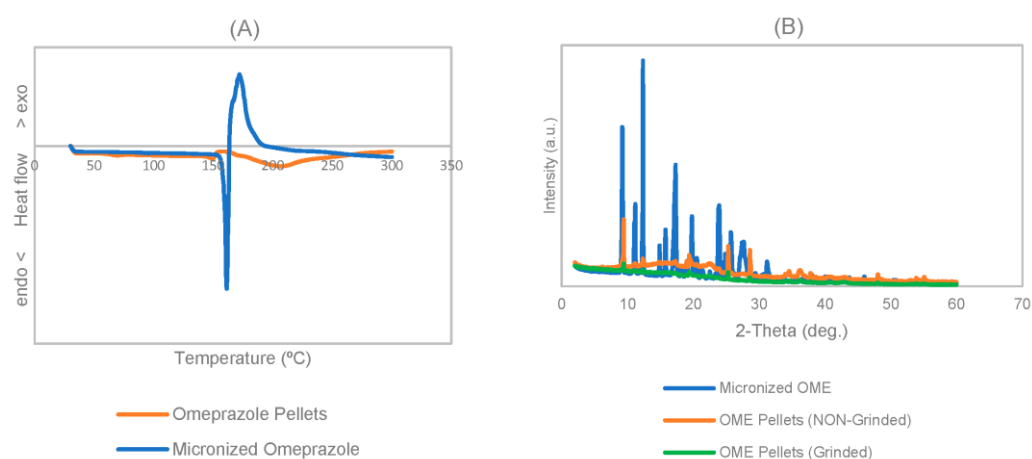 (A)
endo < Heat flow > exo
0 50 100 150 200 250 300 350
Temperature (ºC)
Omeprazole Pellets
Micronized Omeprazole
(B)
Intensity (a.u.)
0 10 20 30 40 50 60 70
2-Theta (deg.)
Micronized OME
OME Pellets (NON-Grinded)
OME Pellets (Grinded)